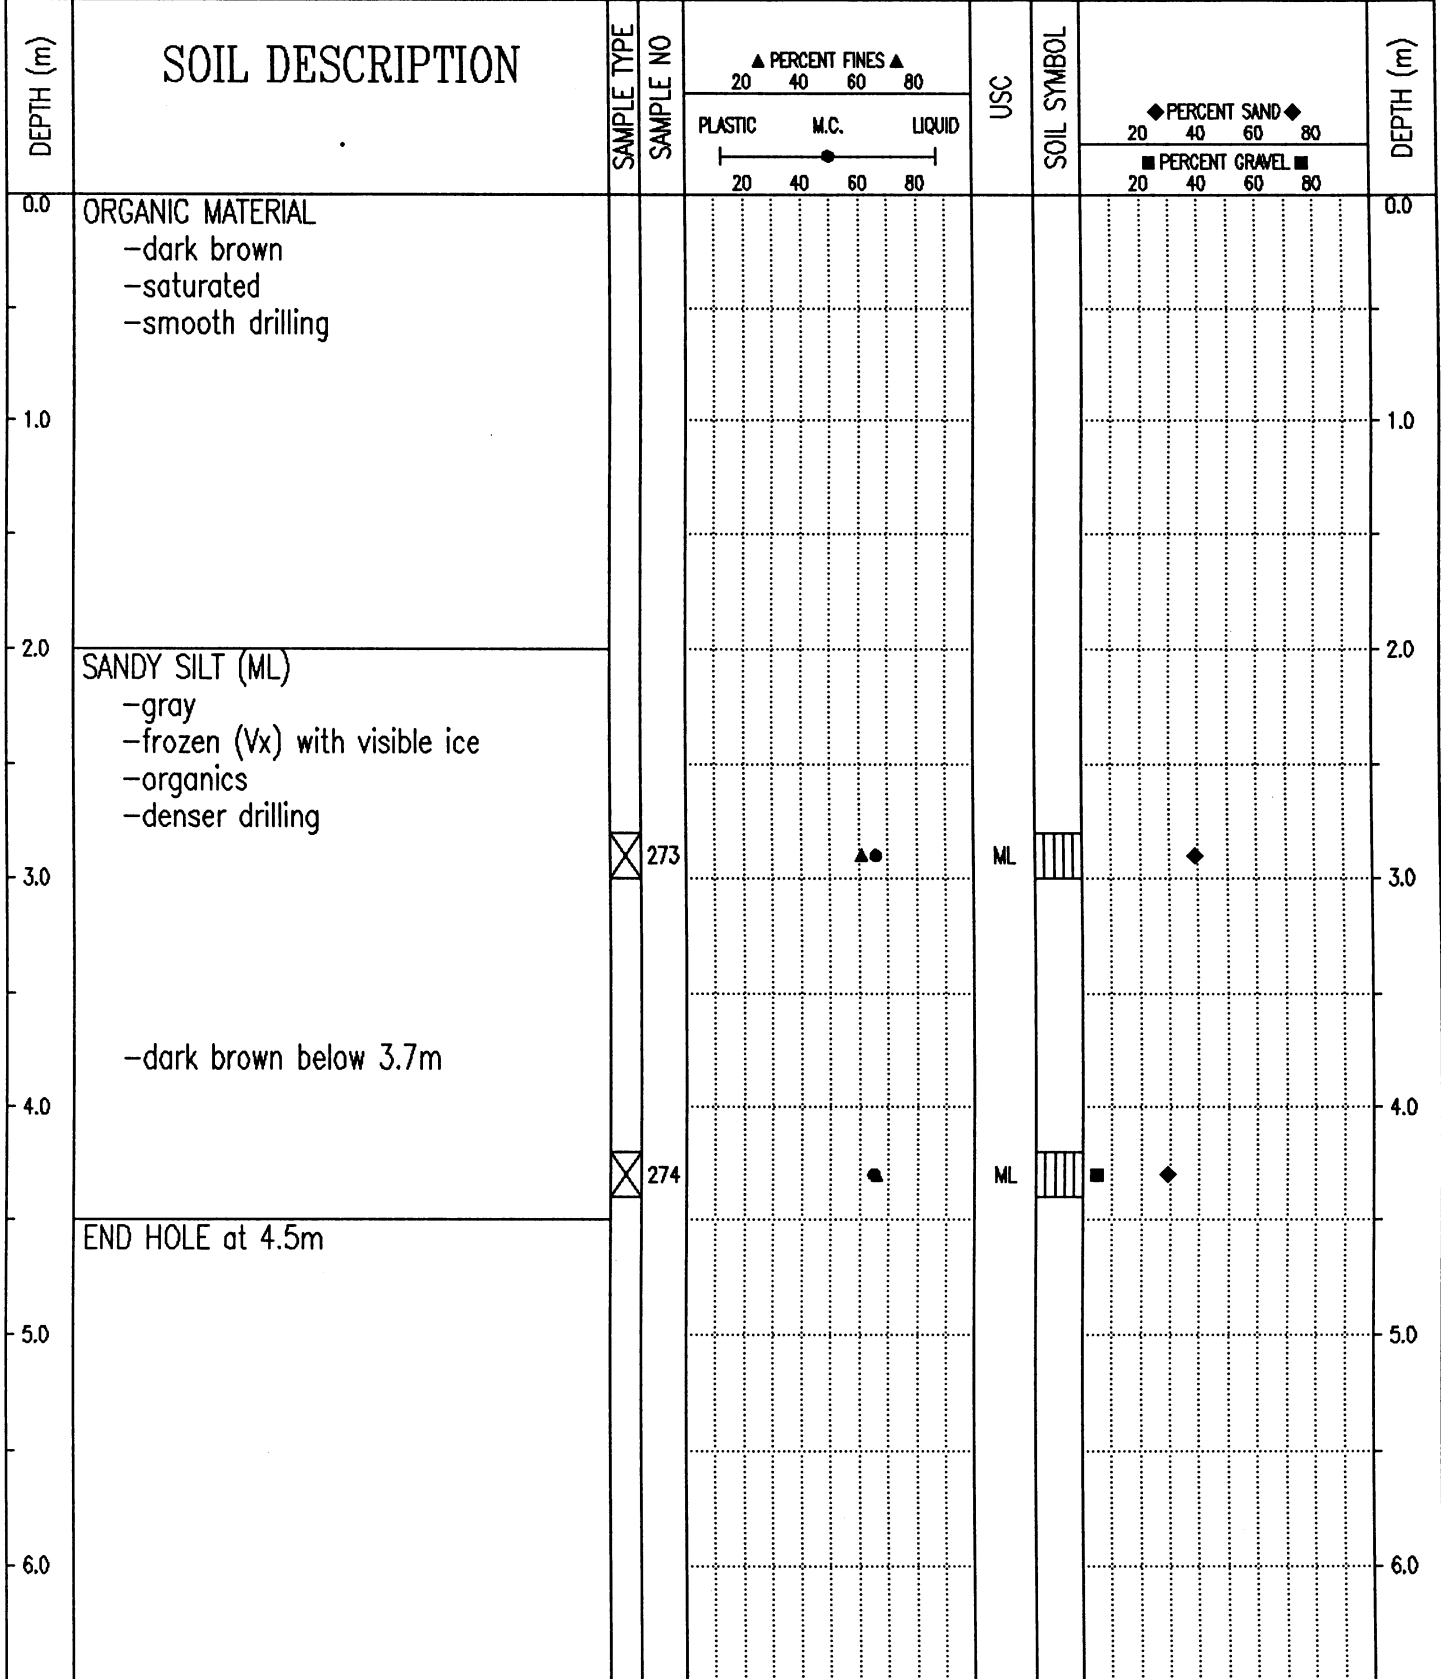 DEPTH (m)
SOIL DESCRIPTION
SAMPLE TYPE
SAMPLE NO
▲ PERCENT FINES ▲
20 40 60 80
PLASTIC M.C. LIQUID
20 40 60 80
USC
SOIL SYMBOL
◆ PERCENT SAND ◆
20 40 60 80
■ PERCENT GRAVEL ■
20 40 60 80
DEPTH (m)
0.0 ORGANIC MATERIAL 0.0
-dark brown
-saturated
-smooth drilling
1.0 1.0
2.0 2.0
SANDY SILT (ML)
-gray
-frozen (Vx) with visible ice
-organics
-denser drilling
273 ML
3.0 3.0
-dark brown below 3.7m
4.0 4.0
274 ML
END HOLE at 4.5m
5.0 5.0
6.0 6.0